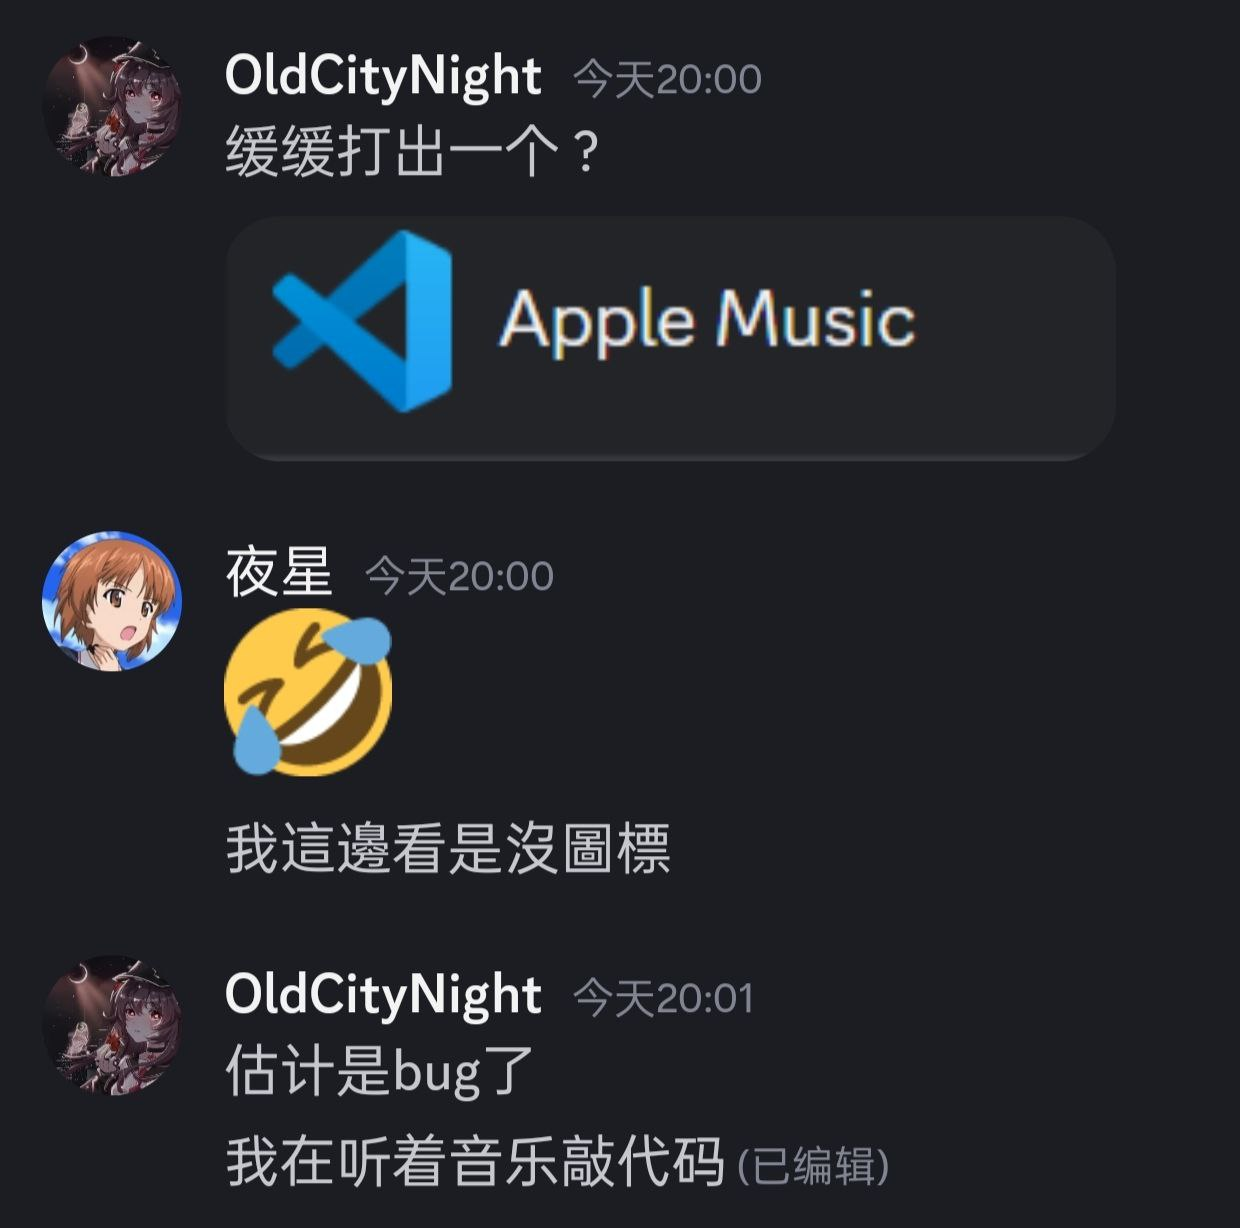 OldCityNight 今天20:00
缓缓打出一个？
Apple Music
夜星 今天20:00
我這邊看是沒圖標
OldCityNight 今天20:01
估计是bug了
我在听着音乐敲代码 (已编辑)